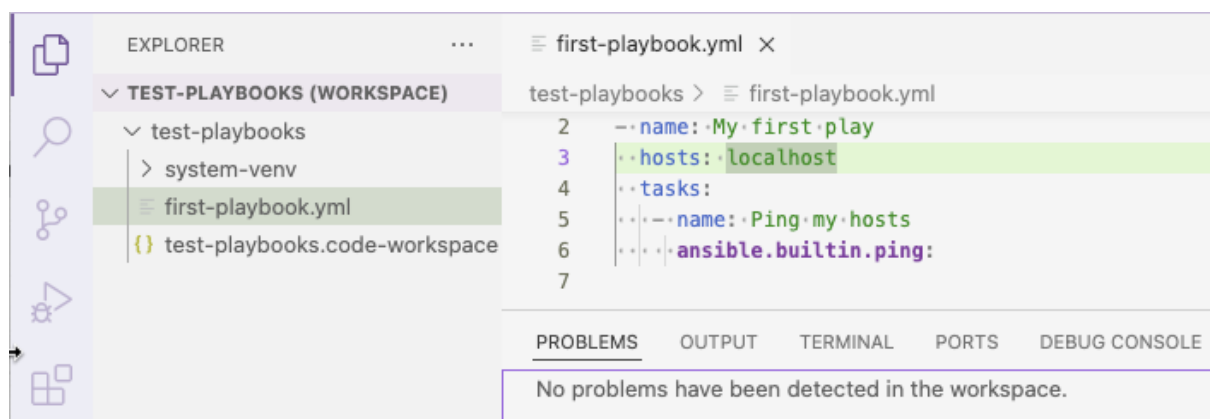 EXPLORER ...
TEST-PLAYBOOKS (WORKSPACE)
test-playbooks
system-venv
first-playbook.yml
{} test-playbooks.code-workspace
first-playbook.yml ×
test-playbooks > first-playbook.yml
2 - name: My first play
3 hosts: localhost
4 tasks:
5 - name: Ping my hosts
6 ansible.builtin.ping:
7
PROBLEMS OUTPUT TERMINAL PORTS DEBUG CONSOLE
No problems have been detected in the workspace.